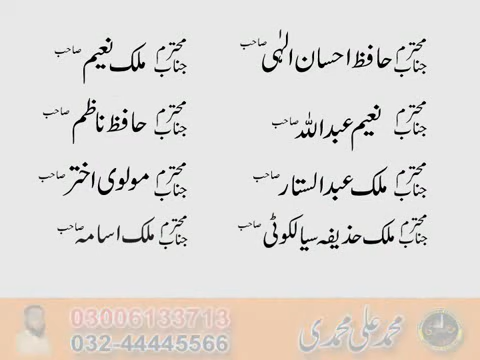 محترم جناب حافظ احسان الہٰی صاحب
محترم جناب ملک نعیم صاحب
محترم جناب نعیم عبداللہ صاحب
محترم جناب حافظ ناظم صاحب
محترم جناب ملک عبدالستار صاحب
محترم جناب مولوی اختر صاحب
محترم جناب ملک حذیفہ سیالکوٹی صاحب
محترم جناب ملک اسامہ صاحب
محمد علی محمدی
03006133713
032-44445566